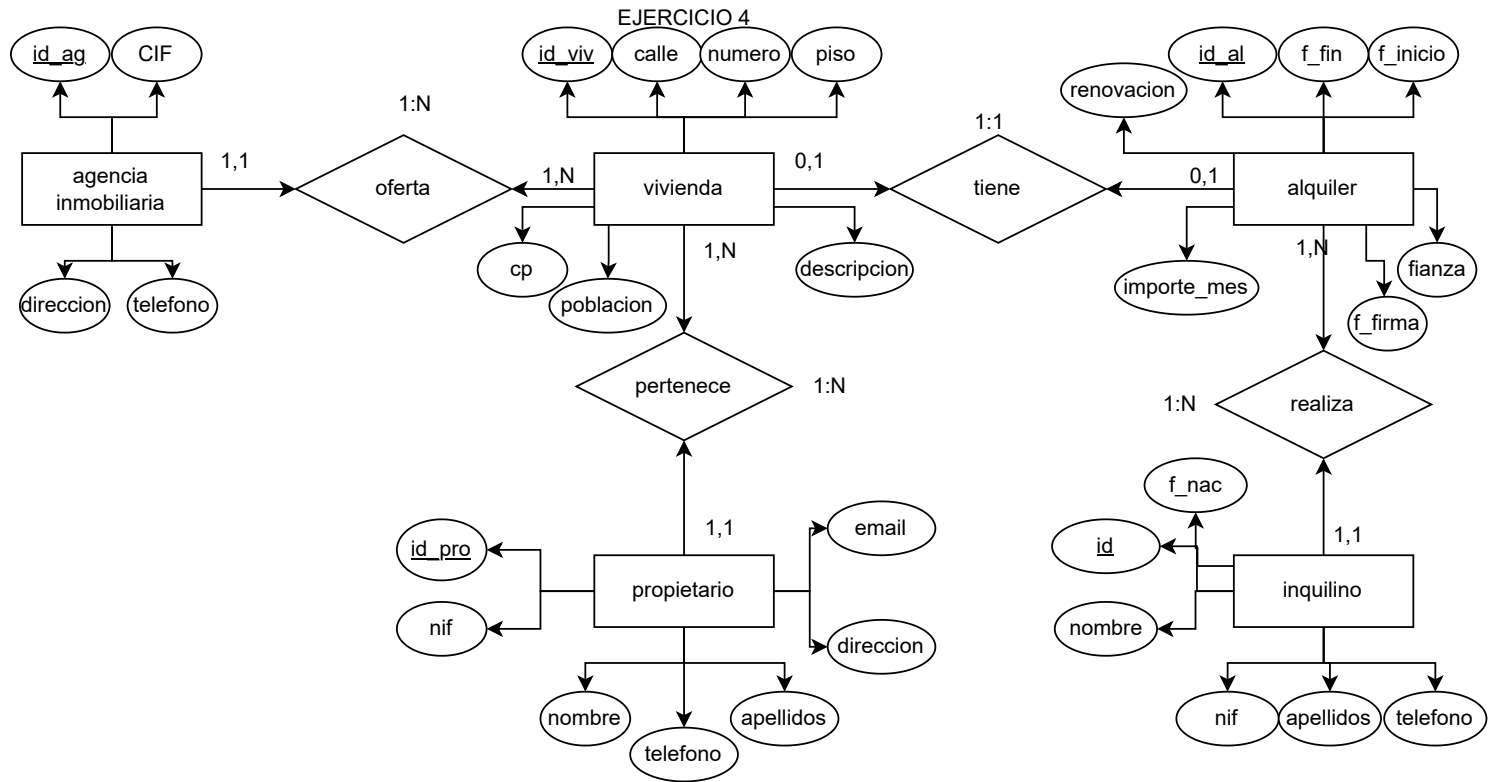 EJERCICIO 4
id_ag
CIF
id_viv
calle
numero
piso
id_al
f_fin
f_inicio
renovacion
1:N
1:1
agencia
inmobiliaria
1,1
oferta
1,N
vivienda
0,1
tiene
0,1
alquiler
cp
poblacion
1,N
descripcion
importe_mes
1,N
fianza
f_firma
direccion
telefono
pertenece
1:N
1:N
realiza
f_nac
id_pro
1,1
email
id
1,1
propietario
inquilino
nif
direccion
nombre
nombre
telefono
apellidos
nif
apellidos
telefono